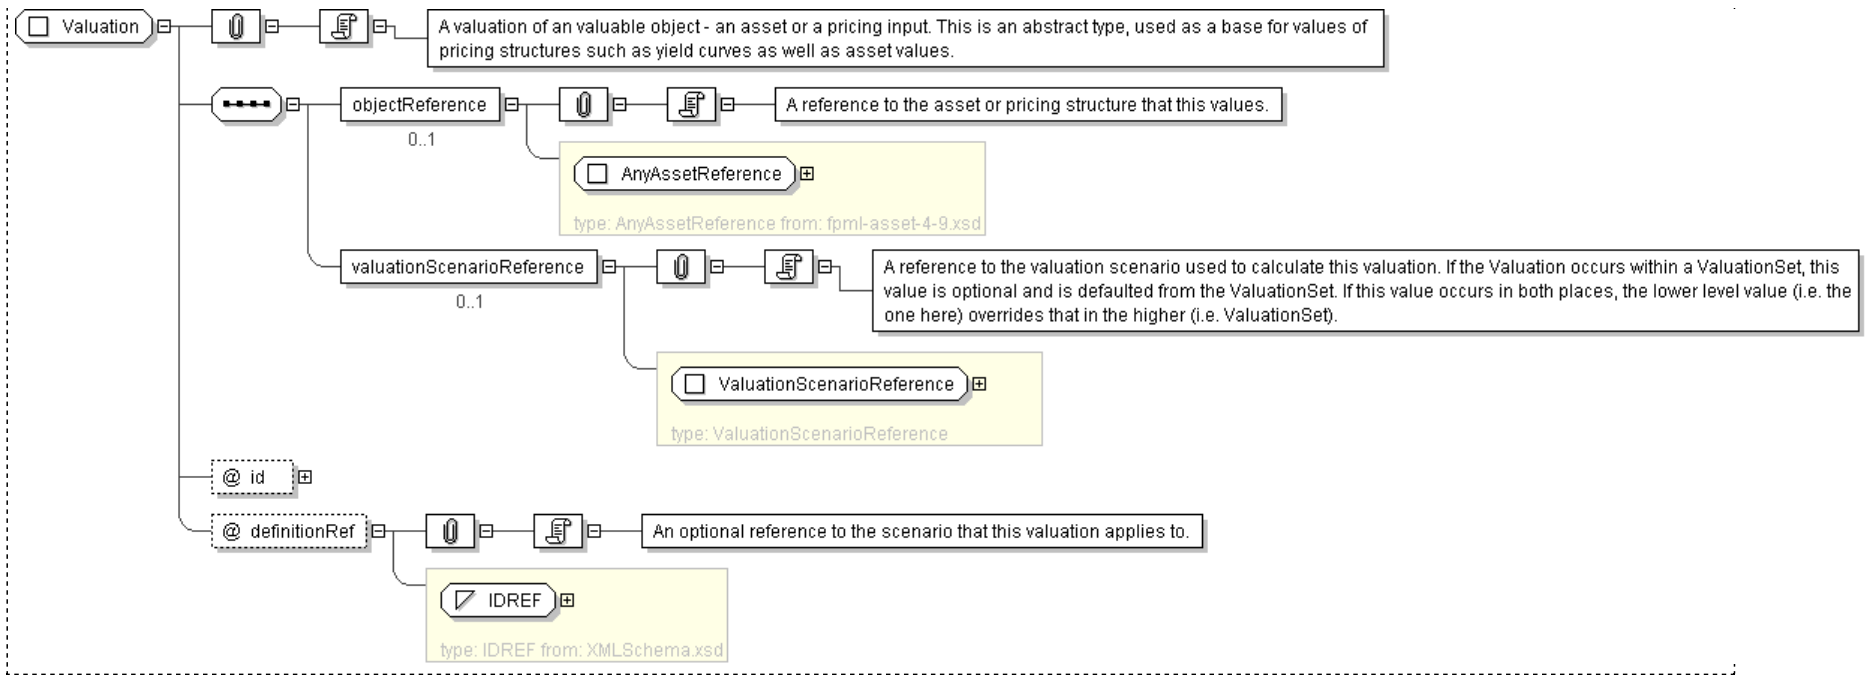 Valuation
A valuation of an valuable object - an asset or a pricing input. This is an abstract type, used as a base for values of
pricing structures such as yield curves as well as asset values.
objectReference
A reference to the asset or pricing structure that this values.
0..1
AnyAssetReference
type: AnyAssetReference from: fpml-asset-4-9.xsd
valuationScenarioReference
A reference to the valuation scenario used to calculate this valuation. If the Valuation occurs within a ValuationSet, this
value is optional and is defaulted from the ValuationSet. If this value occurs in both places, the lower level value (i.e. the
one here) overrides that in the higher (i.e. ValuationSet).
0..1
ValuationScenarioReference
type: ValuationScenarioReference
@ id
@ definitionRef
An optional reference to the scenario that this valuation applies to.
IDREF
type: IDREF from: XMLSchema.xsd